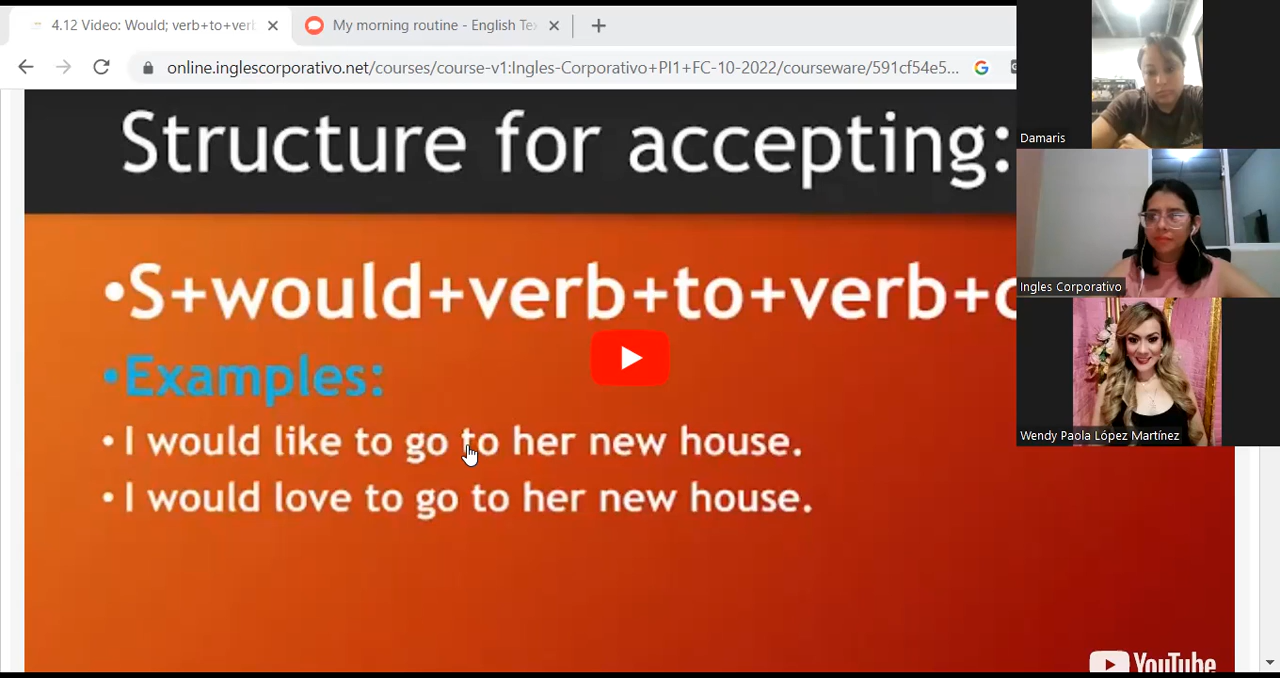 4.12 Video: Would; verb+to+verb
My morning routine - English Te
online.inglescorporativo.net/courses/course-v1:Ingles-Corporativo+PI1+FC-10-2022/courseware/591cf54e5...
Structure for accepting:
•S+would+verb+to+verb+
•Examples:
• I would like to go to her new house.
• I would love to go to her new house.
YouTube
Damaris
Ingles Corporativo
Wendy Paola López Martínez